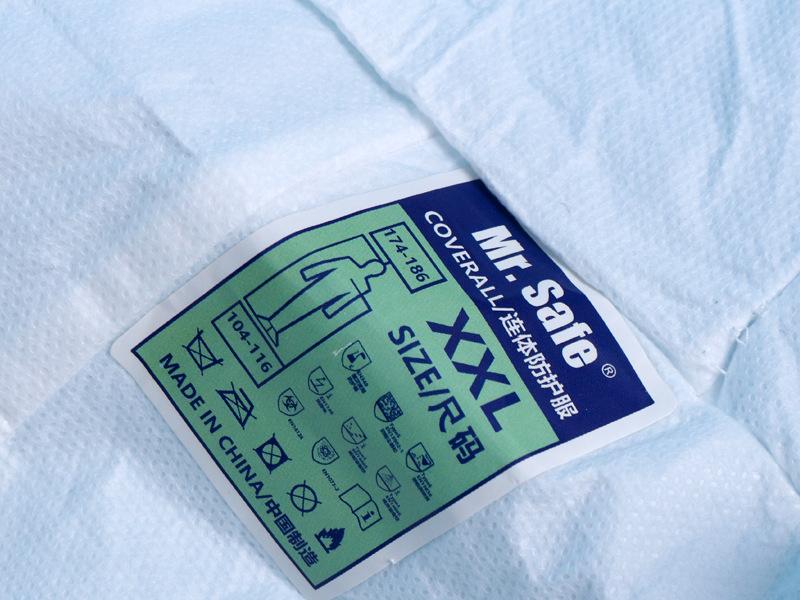 Mr. Safe®
COVERALL/连体防护服
XXL
SIZE/尺码
174-186
104-116
MADE IN CHINA/中国制造